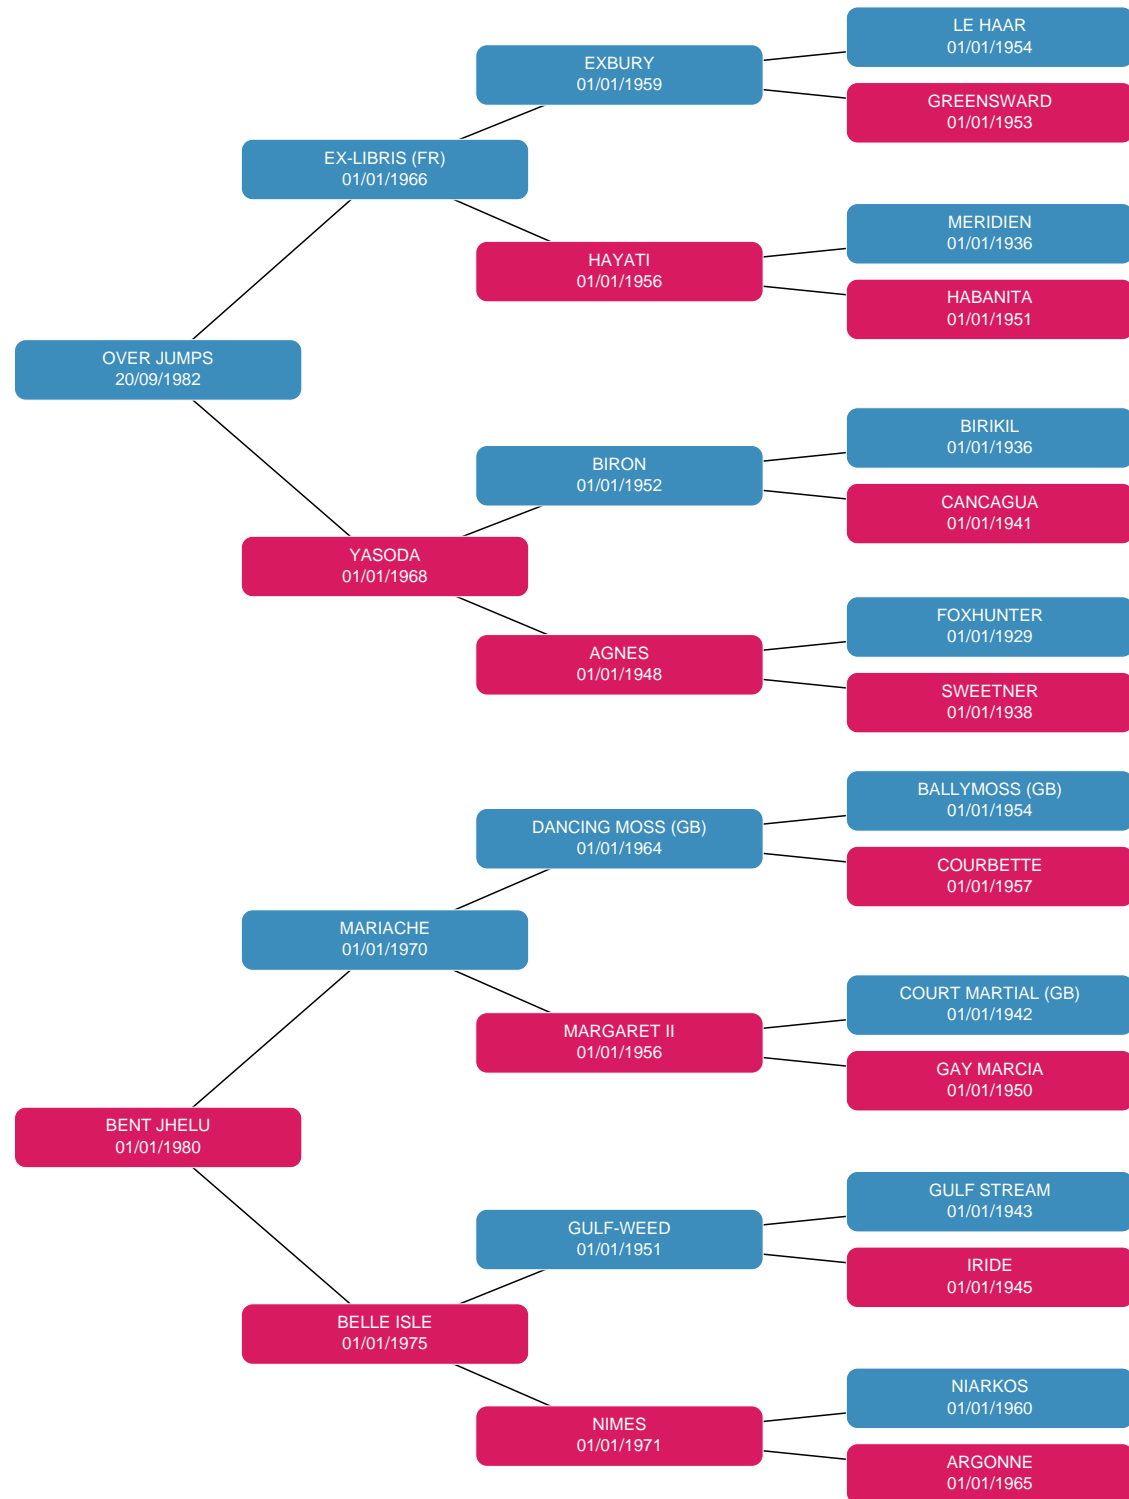 LE HAAR
01/01/1954
EXBURY
01/01/1959
GREENSWARD
01/01/1953
EX-LIBRIS (FR)
01/01/1966
MERIDIEN
01/01/1936
HAYATI
01/01/1956
HABANITA
01/01/1951
OVER JUMPS
20/09/1982
BIRIKIL
01/01/1936
BIRON
01/01/1952
CANCAGUA
01/01/1941
YASODA
01/01/1968
FOXHUNTER
01/01/1929
AGNES
01/01/1948
SWEETNER
01/01/1938
BALLYMOSS (GB)
01/01/1954
DANCING MOSS (GB)
01/01/1964
COURBETTE
01/01/1957
MARIACHE
01/01/1970
COURT MARTIAL (GB)
01/01/1942
MARGARET II
01/01/1956
GAY MARCIA
01/01/1950
BENT JHELU
01/01/1980
GULF STREAM
01/01/1943
GULF-WEED
01/01/1951
IRIDE
01/01/1945
BELLE ISLE
01/01/1975
NIARKOS
01/01/1960
NIMES
01/01/1971
ARGONNE
01/01/1965